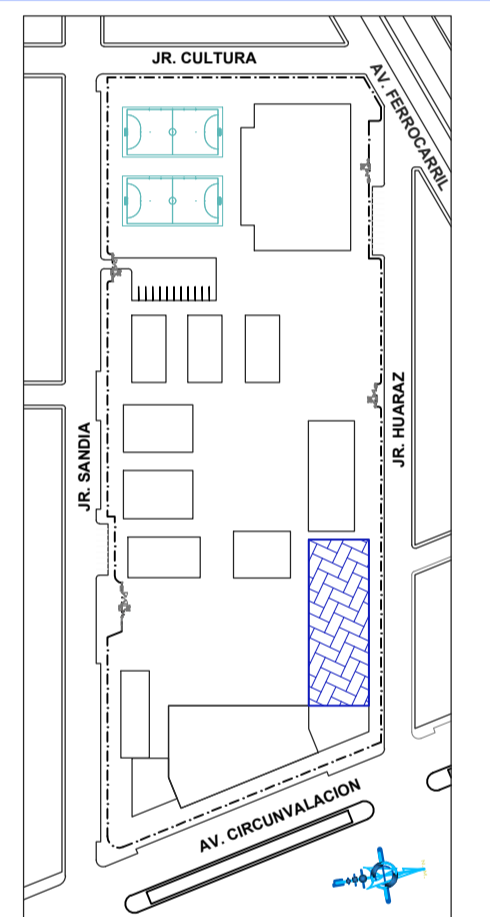 JR. CULTURA
AV. FERROCARRIL
JR. HUARAZ
JR. SANDIA
AV. CIRCUNVALACION